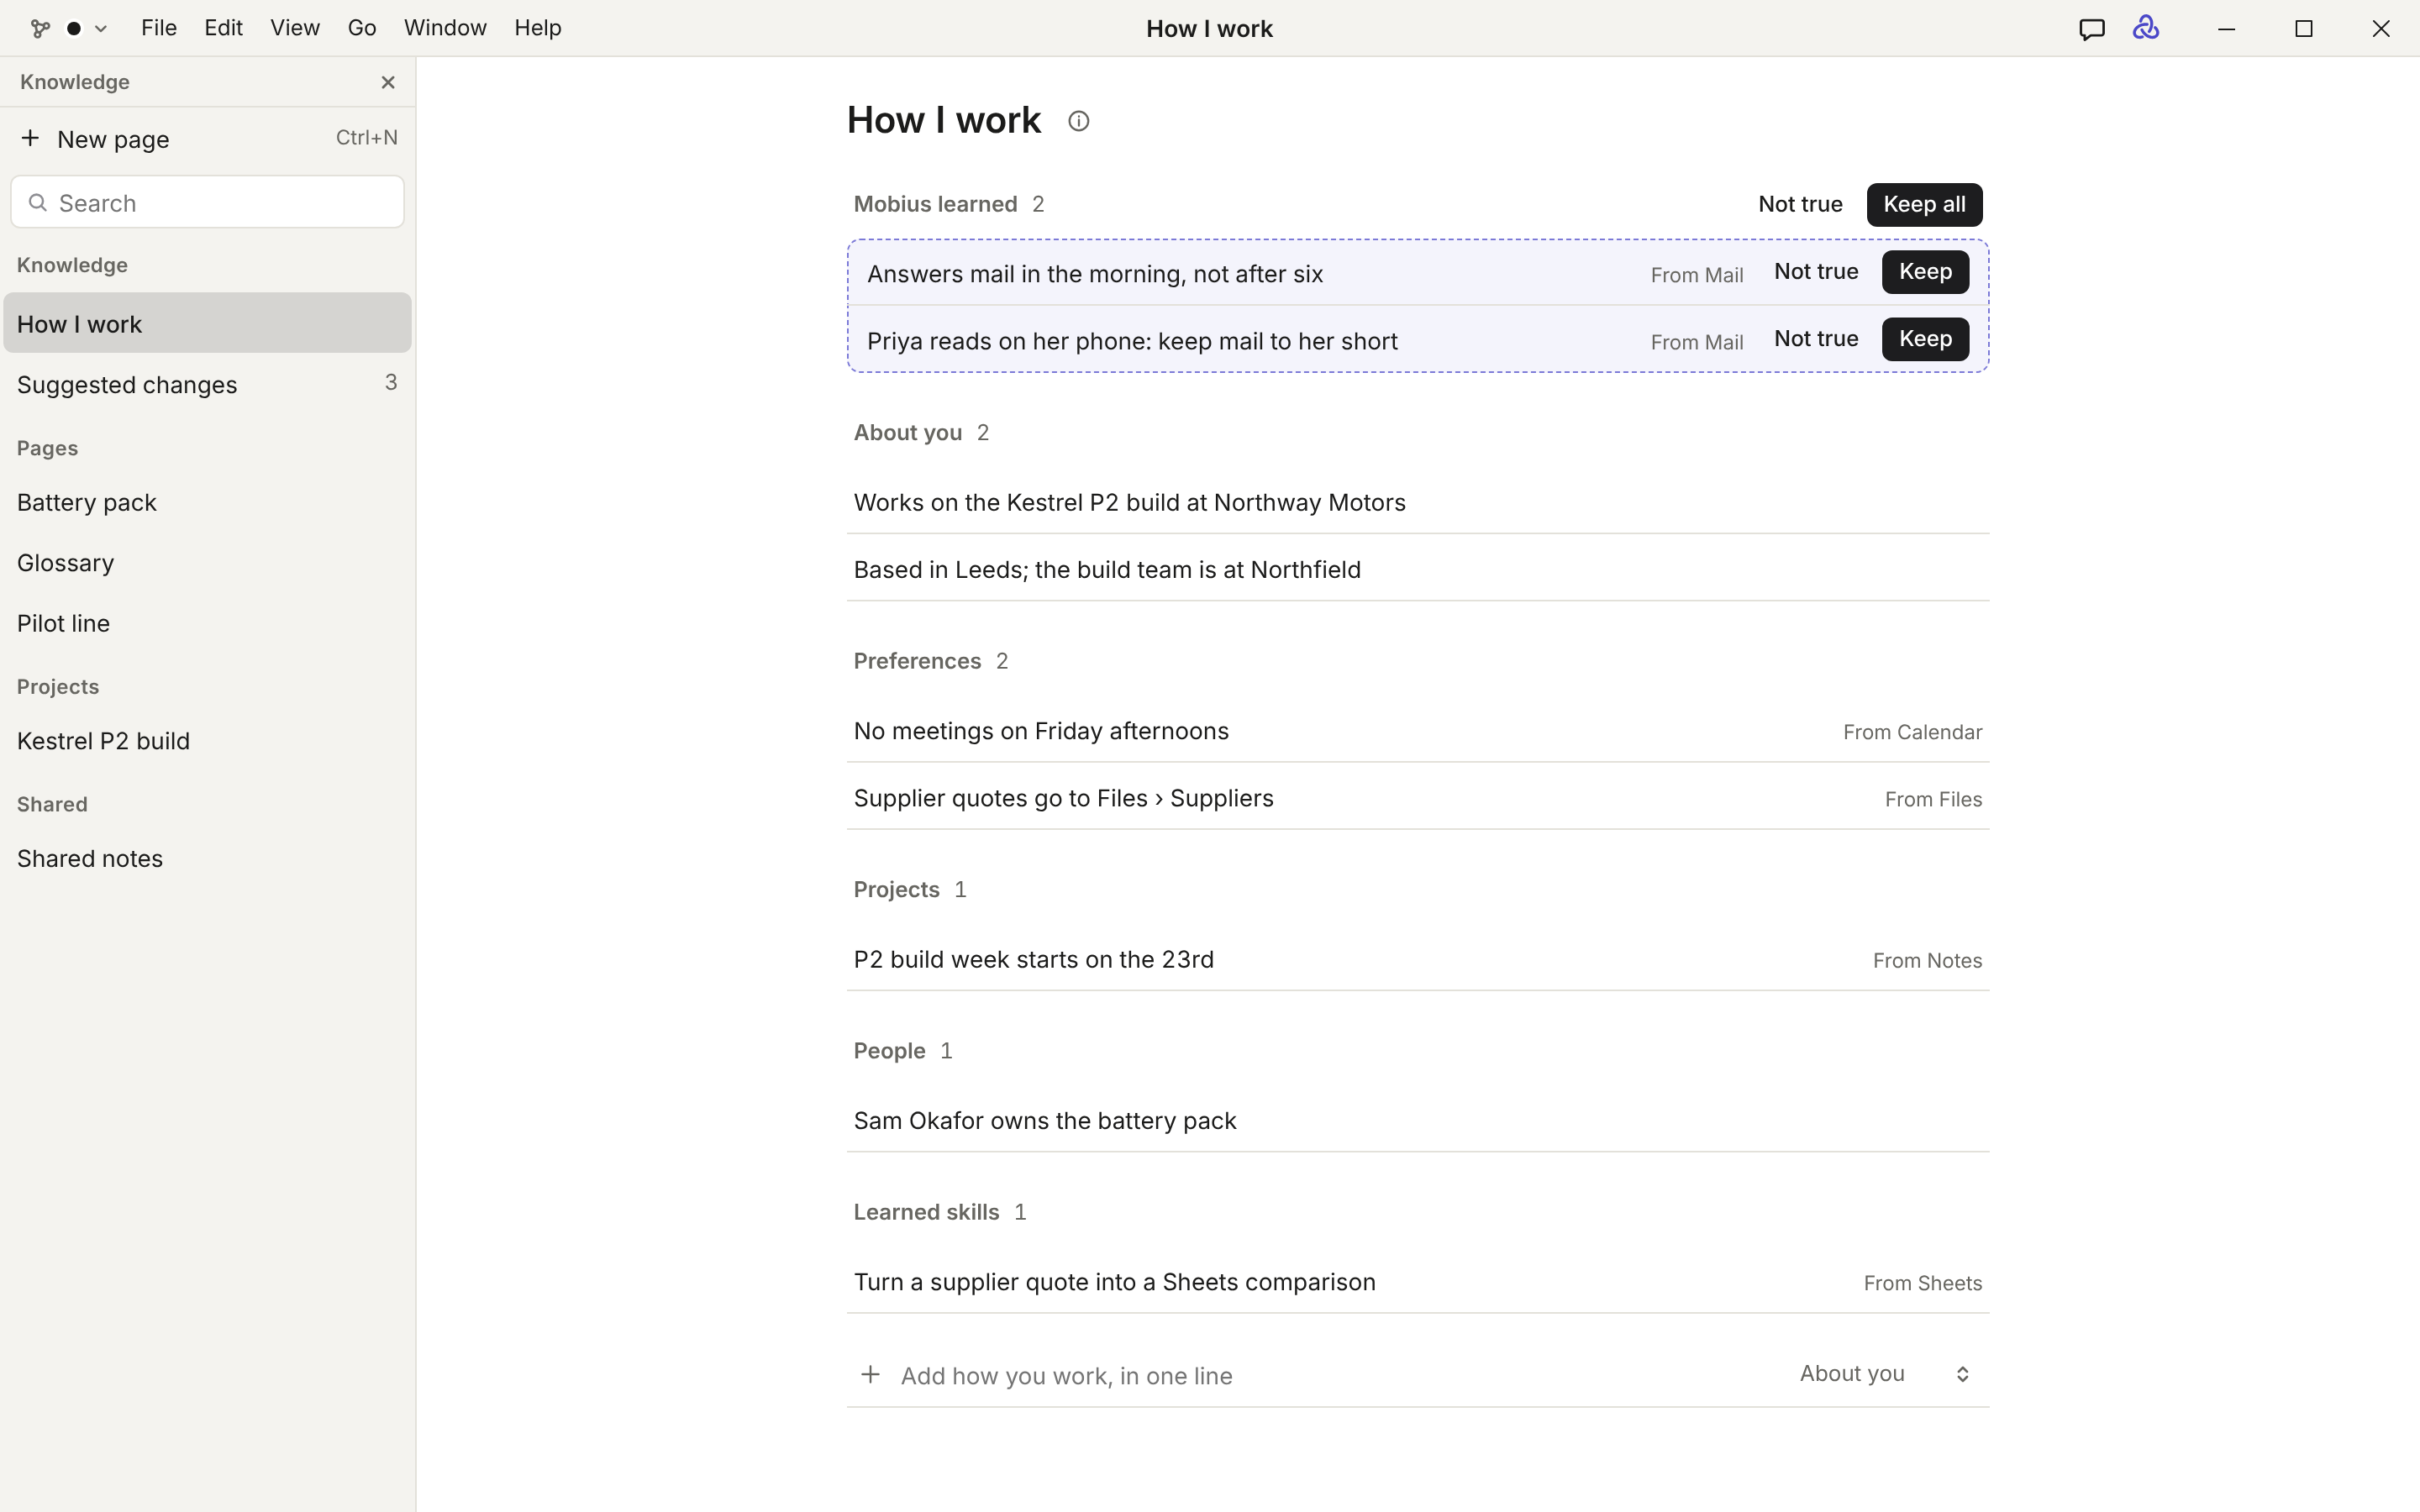 File Edit View Go Window Help
How I work
Knowledge
New page Ctrl+N
Search
Knowledge
How I work
Suggested changes 3
Pages
Battery pack
Glossary
Pilot line
Projects
Kestrel P2 build
Shared
Shared notes
How I work
Mobius learned 2 Not true Keep all
Answers mail in the morning, not after six From Mail Not true Keep
Priya reads on her phone: keep mail to her short From Mail Not true Keep
About you 2
Works on the Kestrel P2 build at Northway Motors
Based in Leeds; the build team is at Northfield
Preferences 2
No meetings on Friday afternoons From Calendar
Supplier quotes go to Files › Suppliers From Files
Projects 1
P2 build week starts on the 23rd From Notes
People 1
Sam Okafor owns the battery pack
Learned skills 1
Turn a supplier quote into a Sheets comparison From Sheets
Add how you work, in one line About you